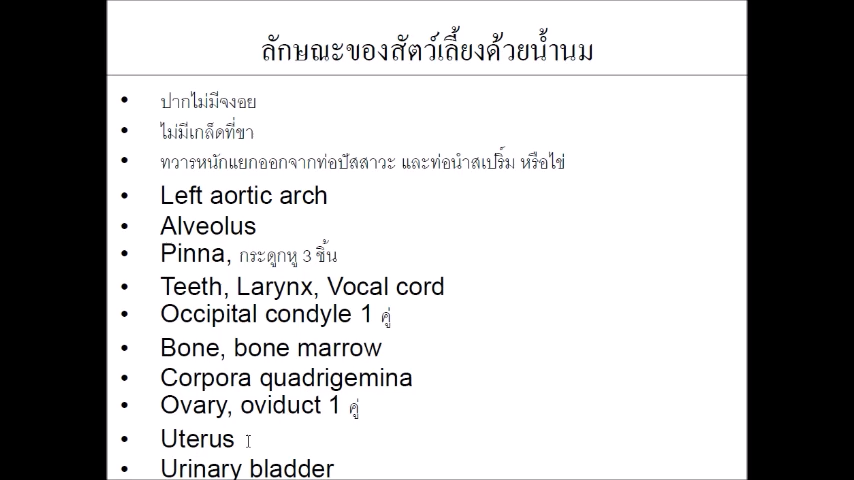 ลักษณะของสัตว์เลี้ยงด้วยน้ำนม
• ปากไม่มีจงอย
• ไม่มีเกล็ดที่ขา
• ทวารหนักแยกออกจากท่อปัสสาวะ และท่อนำสเปริ์ม หรือไข่
• Left aortic arch
• Alveolus
• Pinna, กระดูกหู 3 ชิ้น
• Teeth, Larynx, Vocal cord
• Occipital condyle 1 คู่
• Bone, bone marrow
• Corpora quadrigemina
• Ovary, oviduct 1 คู่
• Uterus
• Urinary bladder